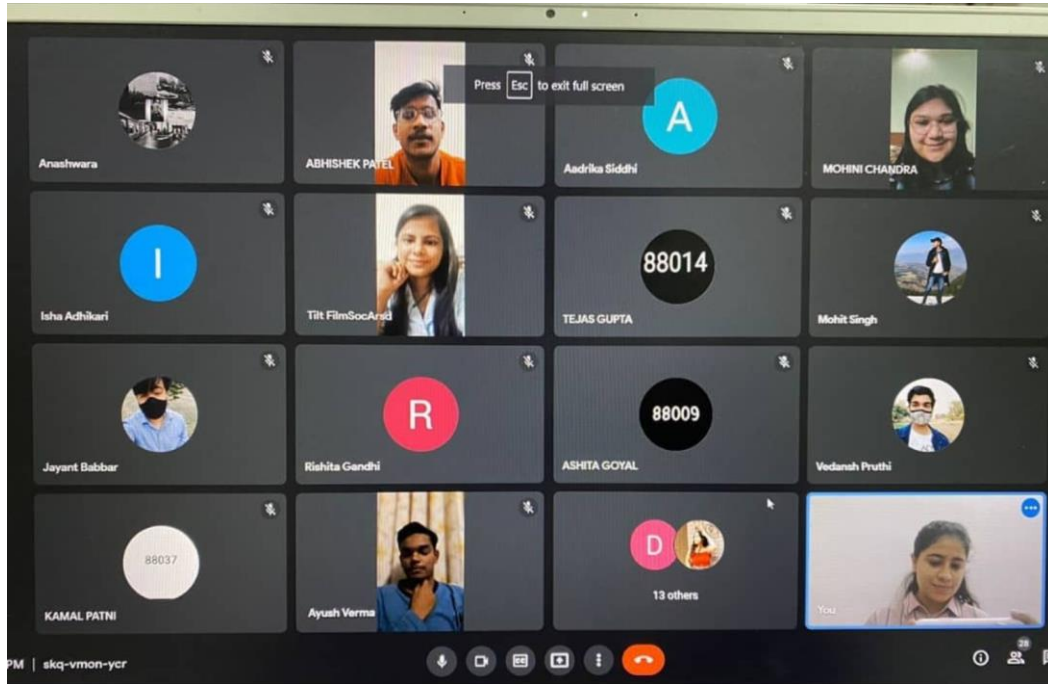 Press Esc to exit full screen
Anashwara
ABHISHEK PATEL
A
Aadrika Siddhi
MOHINI CHANDRA
I
Isha Adhikari
Tilt FilmSocArsd
88014
TEJAS GUPTA
Mohit Singh
Jayant Babbar
R
Rishita Gandhi
88009
ASHITA GOYAL
Vedansh Pruthi
88037
KAMAL PATNI
Ayush Verma
D
13 others
You
PM | skq-vmon-ycr
28